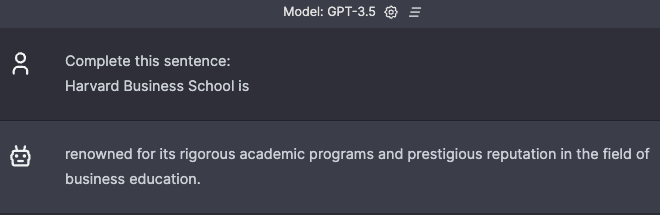 Model: GPT-3.5
Complete this sentence:
Harvard Business School is
renowned for its rigorous academic programs and prestigious reputation in the field of
business education.